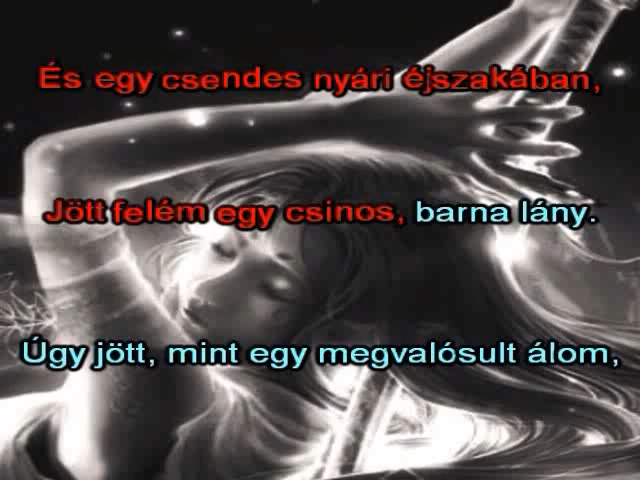 És egy csendes nyári éjszakában,
Jött felém egy csinos, barna lány.
Úgy jött, mint egy megvalósult álom,